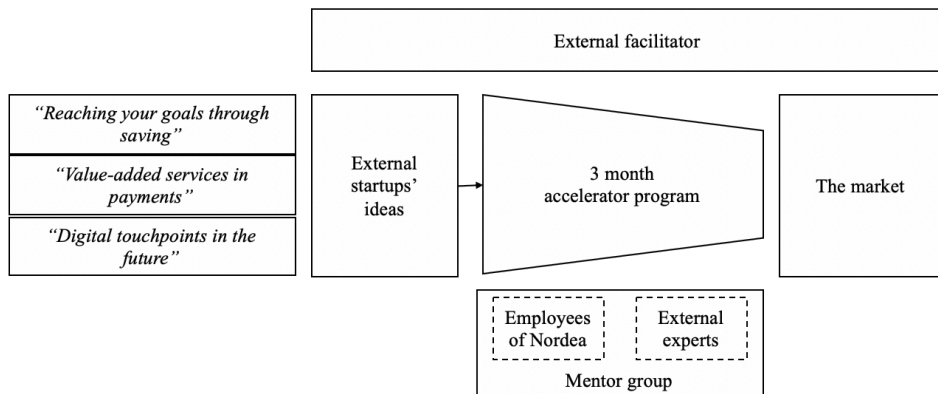 External facilitator
“Reaching your goals through
saving”
“Value-added services in
payments”
“Digital touchpoints in the
future”
External
startups’
ideas
3 month
accelerator program
The market
Employees
of Nordea
External
experts
Mentor group